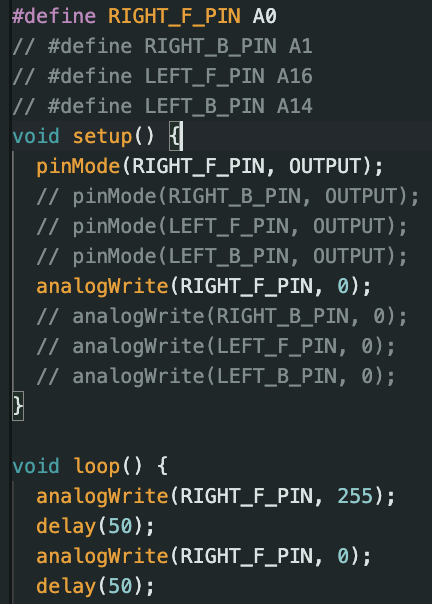 #define RIGHT_F_PIN A0
// #define RIGHT_B_PIN A1
// #define LEFT_F_PIN A16
// #define LEFT_B_PIN A14
void setup() {
  pinMode(RIGHT_F_PIN, OUTPUT);
  // pinMode(RIGHT_B_PIN, OUTPUT);
  // pinMode(LEFT_F_PIN, OUTPUT);
  // pinMode(LEFT_B_PIN, OUTPUT);
  analogWrite(RIGHT_F_PIN, 0);
  // analogWrite(RIGHT_B_PIN, 0);
  // analogWrite(LEFT_F_PIN, 0);
  // analogWrite(LEFT_B_PIN, 0);
}

void loop() {
  analogWrite(RIGHT_F_PIN, 255);
  delay(50);
  analogWrite(RIGHT_F_PIN, 0);
  delay(50);